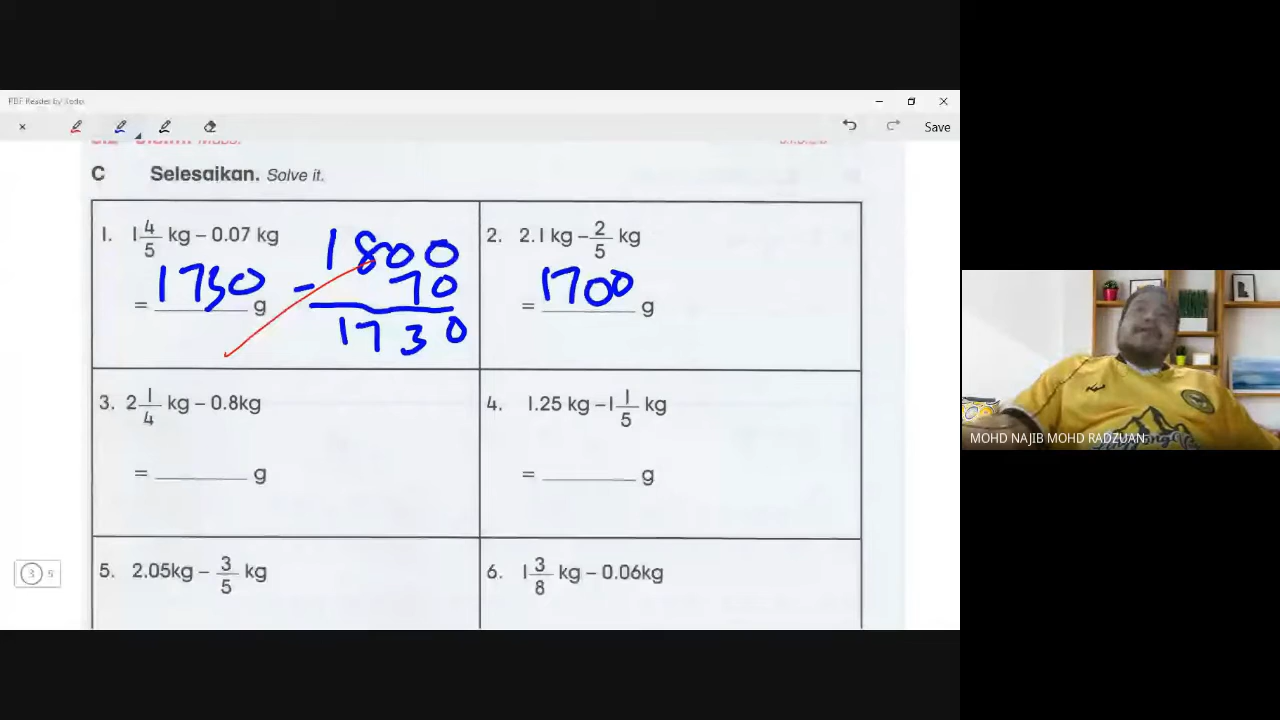 PDF Reader by Xodo
Save
C Selesaikan. Solve it.
1. 1 4/5 kg – 0.07 kg
= 1730 g
1800
- 70
1730
2. 2.1 kg – 2/5 kg
= 1700 g
3. 2 1/4 kg – 0.8kg
= ______ g
4. 1.25 kg – 1 1/5 kg
= ______ g
5. 2.05kg – 3/5 kg
6. 1 3/8 kg – 0.06kg
3 5
MOHD NAJIB MOHD RADZUAN